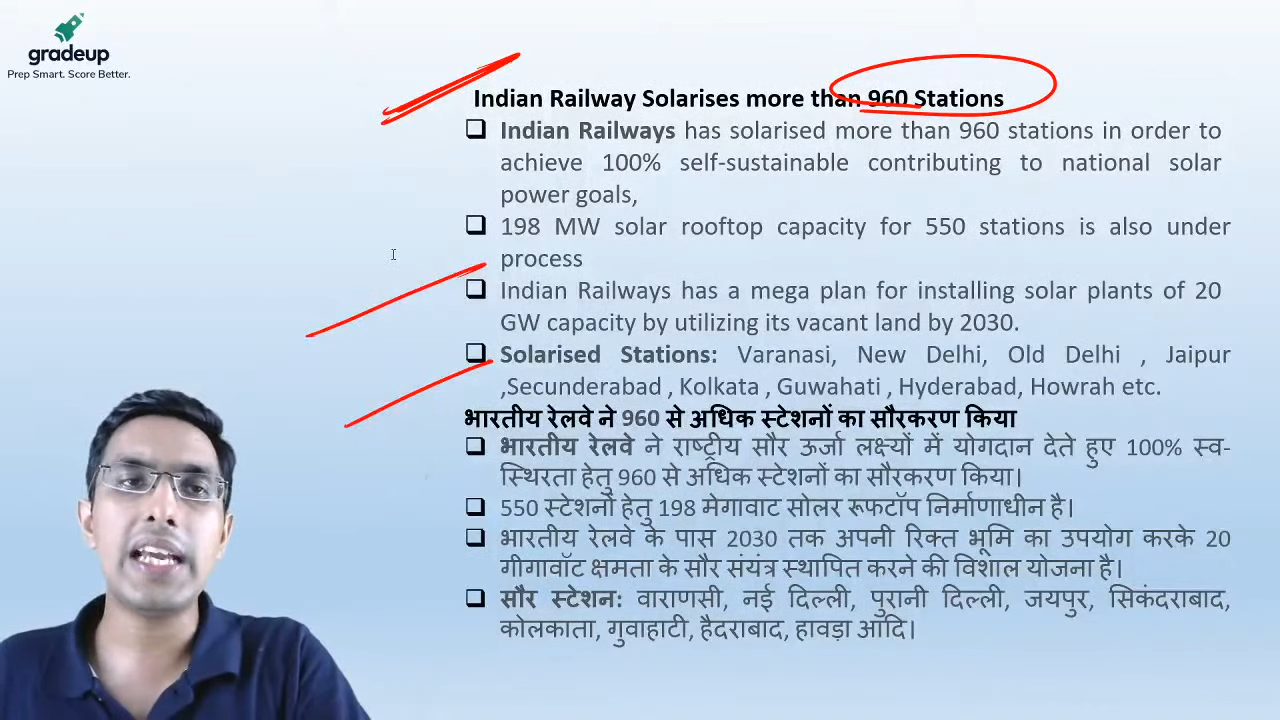 gradeup
Prep Smart. Score Better.
Indian Railway Solarises more than 960 Stations
Indian Railways has solarised more than 960 stations in order to
achieve 100% self-sustainable contributing to national solar
power goals,
198 MW solar rooftop capacity for 550 stations is also under
process
Indian Railways has a mega plan for installing solar plants of 20
GW capacity by utilizing its vacant land by 2030.
Solarised Stations: Varanasi, New Delhi, Old Delhi , Jaipur
,Secunderabad , Kolkata , Guwahati , Hyderabad, Howrah etc.
भारतीय रेलवे ने 960 से अधिक स्टेशनों का सौरकरण किया
भारतीय रेलवे ने राष्ट्रीय सौर ऊर्जा लक्ष्यों में योगदान देते हुए 100% स्व-
स्थिरता हेतु 960 से अधिक स्टेशनों का सौरकरण किया।
550 स्टेशनों हेतु 198 मेगावाट सोलर रूफटॉप निर्माणाधीन है।
भारतीय रेलवे के पास 2030 तक अपनी रिक्त भूमि का उपयोग करके 20
गीगावॉट क्षमता के सौर संयंत्र स्थापित करने की विशाल योजना है।
सौर स्टेशन: वाराणसी, नई दिल्ली, पुरानी दिल्ली, जयपुर, सिकंदराबाद,
कोलकाता, गुवाहाटी, हैदराबाद, हावड़ा आदि।